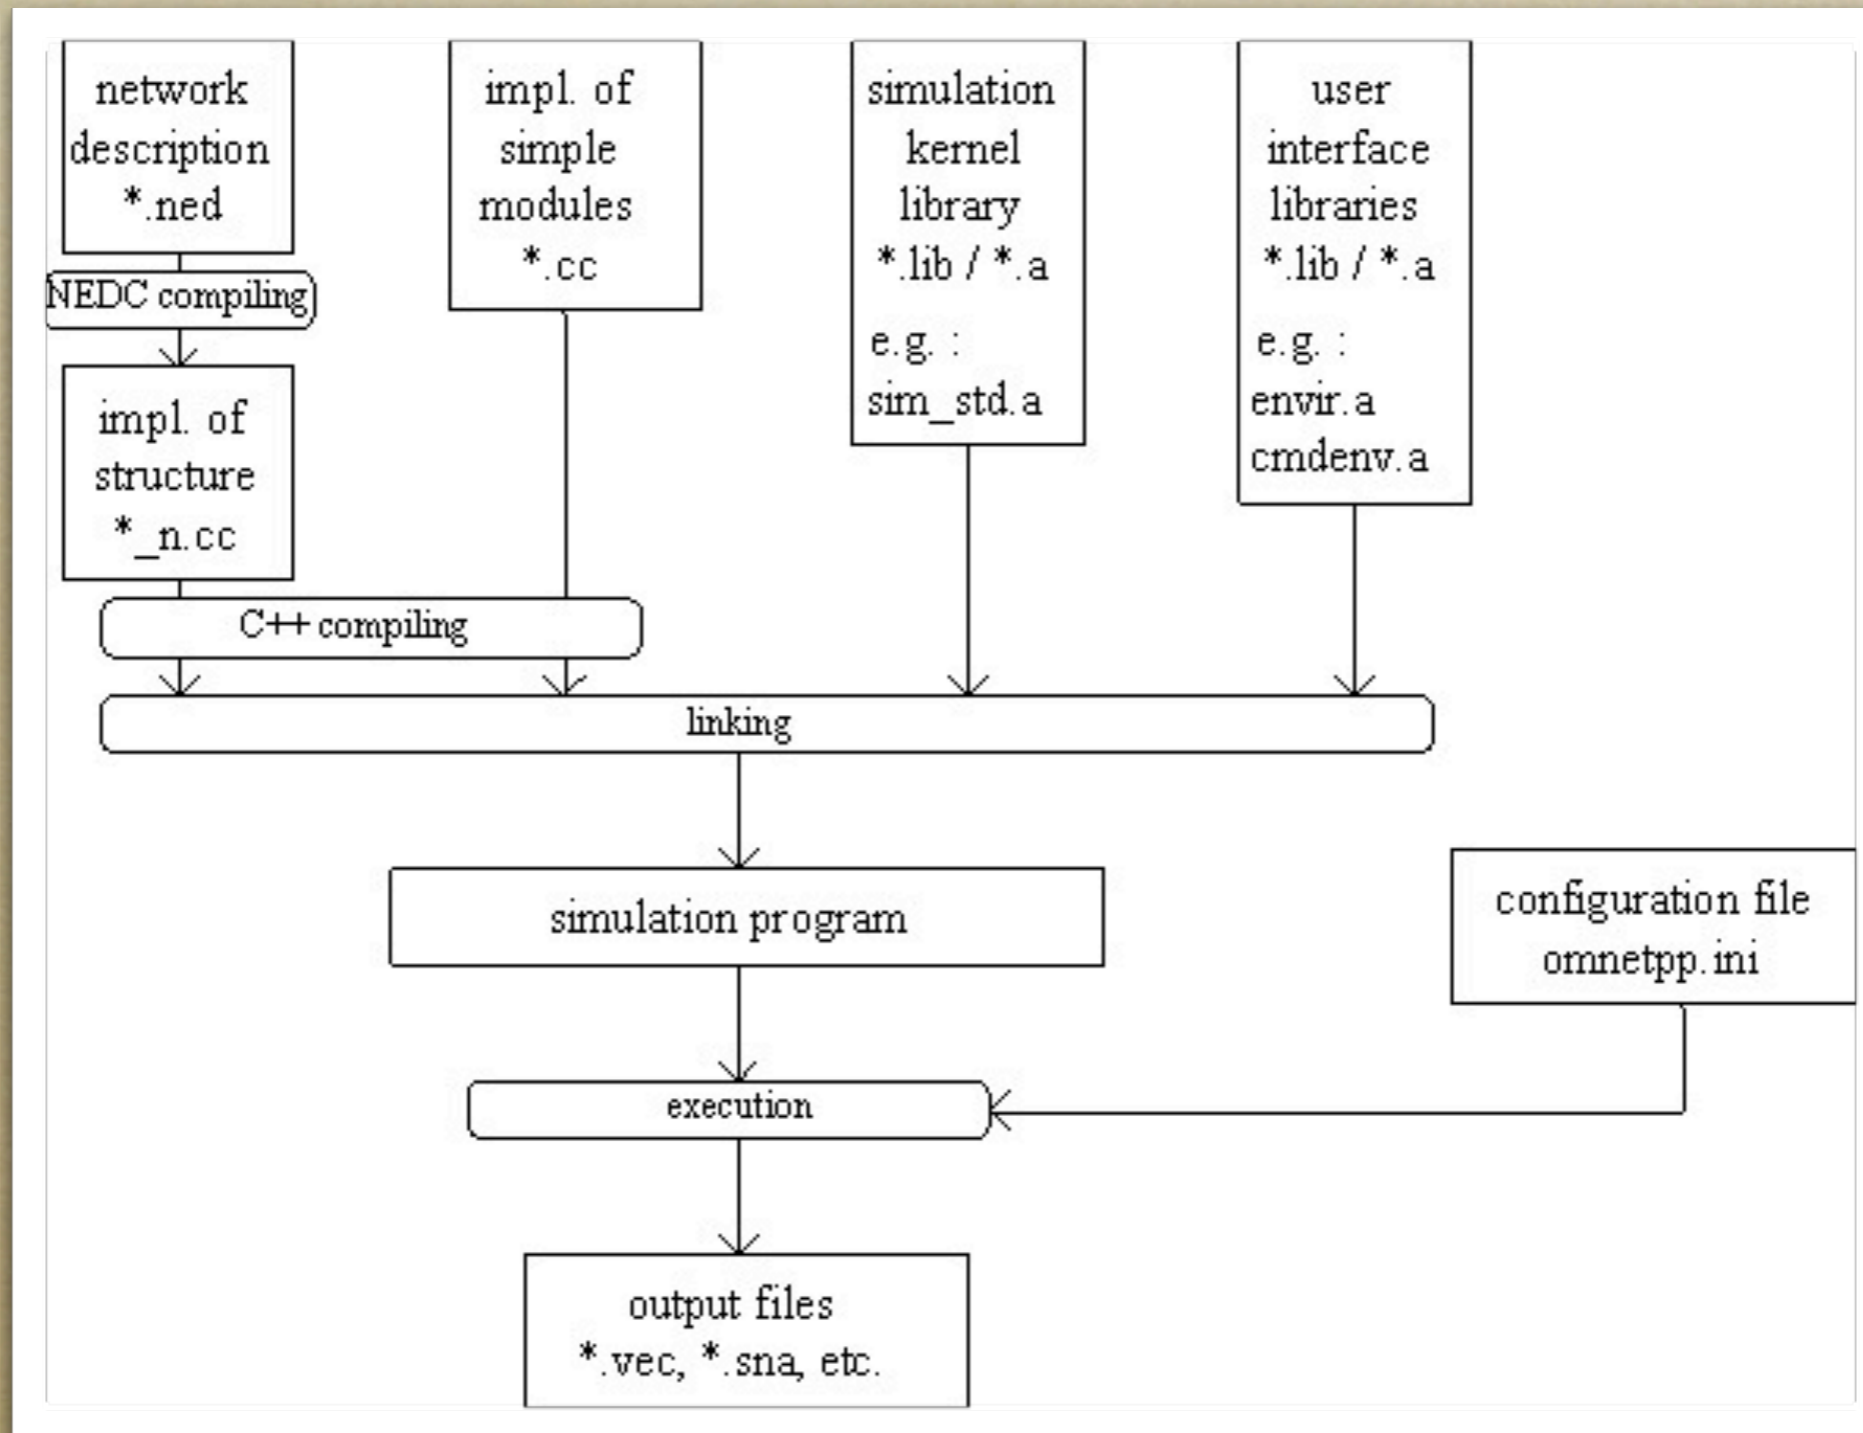 network
description
*.ned
NEDC compiling
impl. of
structure
*_n.cc
impl. of
simple
modules
*.cc
simulation
kernel
library
*.lib / *.a
e.g. :
sim_std.a
user
interface
libraries
*.lib / *.a
e.g. :
envir.a
cmdenv.a
C++ compiling
linking
simulation program
configuration file
omnetpp.ini
execution
output files
*.vec, *.sna, etc.